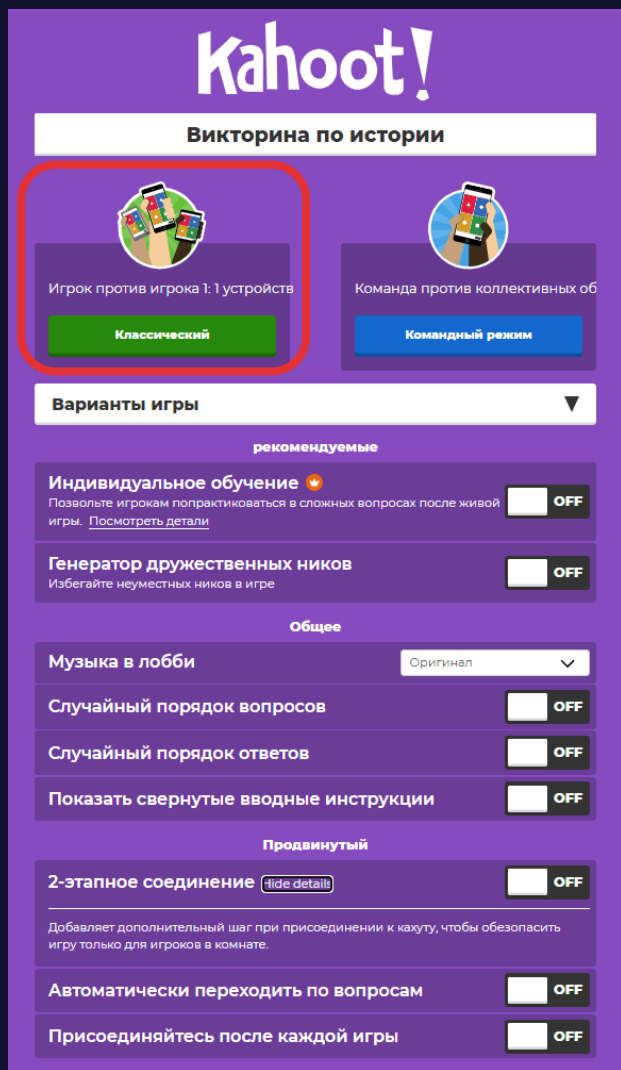 Kahoot!
Викторина по истории
Игрок против игрока 1: 1 устройств
Классический
Команда против коллективных об
Командный режим
Варианты игры
рекомендуемые
Индивидуальное обучение
Позвольте игрокам попрактиковаться в сложных вопросах после живой
игры. Посмотреть детали
OFF
Генератор дружественных ников
Избегайте неуместных ников в игре
OFF
Общее
Музыка в лобби
Оригинал
Случайный порядок вопросов
OFF
Случайный порядок ответов
OFF
Показать свернутые вводные инструкции
OFF
Продвинутый
2-этапное соединение Hide details
OFF
Добавляет дополнительный шаг при присоединении к кахуту, чтобы обезопасить
игру только для игроков в комнате.
Автоматически переходить по вопросам
OFF
Присоединяйтесь после каждой игры
OFF